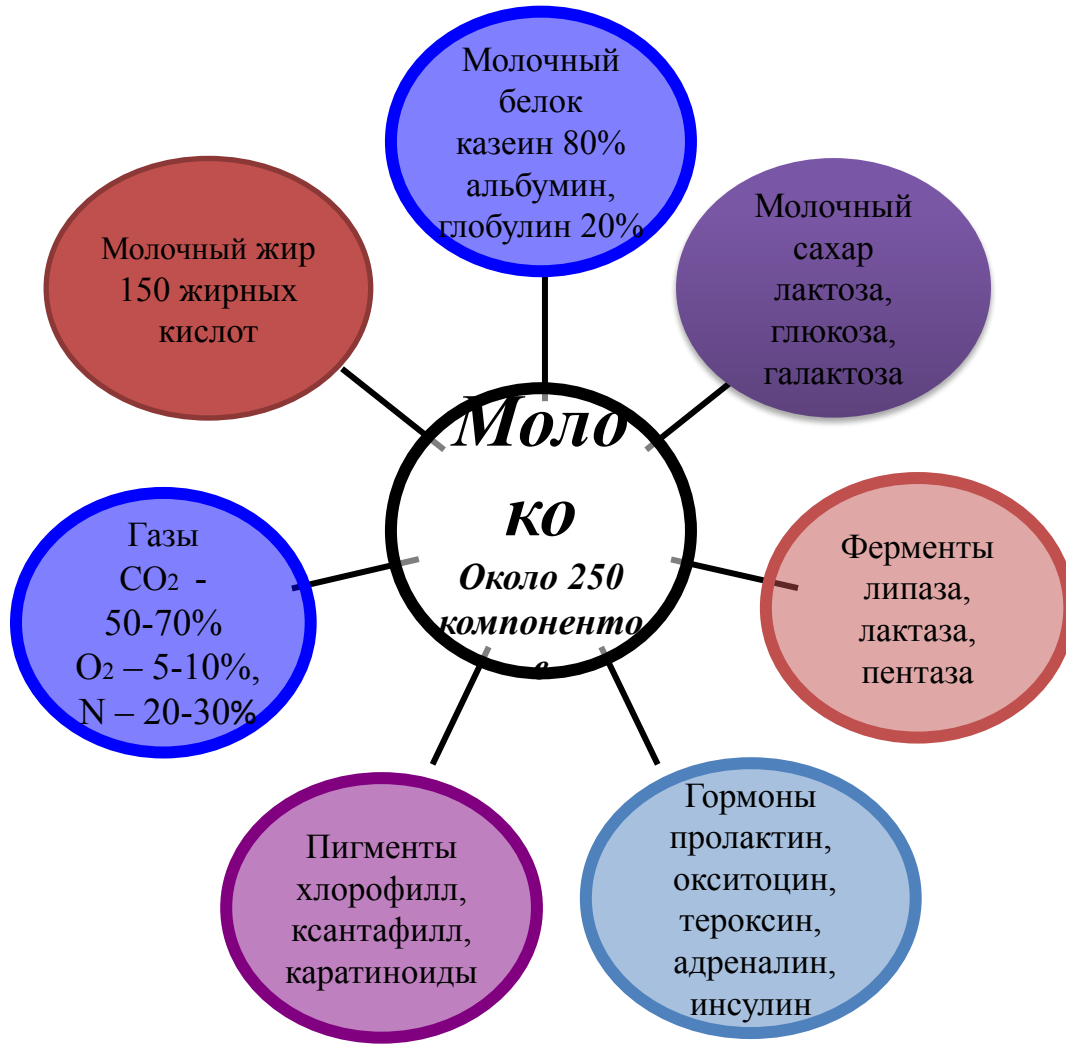 Молочный
белок
казеин 80%
альбумин,
глобулин 20%
Молочный жир
150 жирных
кислот
Молочный
сахар
лактоза,
глюкоза,
галактоза
Моло
ко
Около 250
компоненто
в
Газы
CO2 -
50-70%
O2 – 5-10%,
N – 20-30%
Ферменты
липаза,
лактаза,
пентаза
Пигменты
хлорофилл,
ксантафилл,
каратиноиды
Гормоны
пролактин,
окситоцин,
тероксин,
адреналин,
инсулин